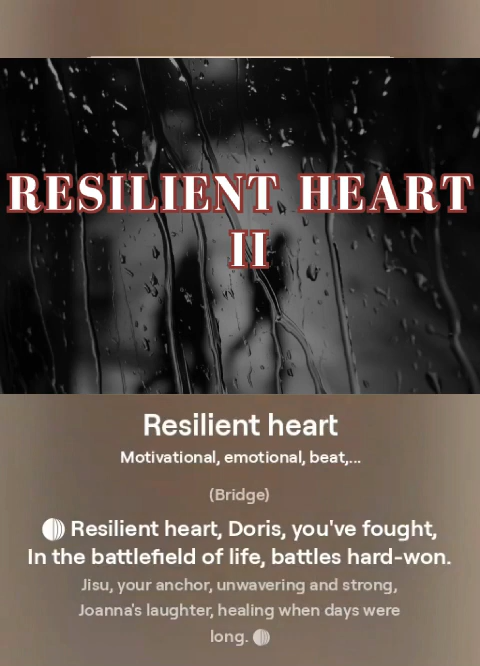 RESILIENT HEART
II
Resilient heart
Motivational, emotional, beat,...
(Bridge)
Resilient heart, Doris, you've fought,
In the battlefield of life, battles hard-won.
Jisu, your anchor, unwavering and strong,
Joanna's laughter, healing when days were
long.